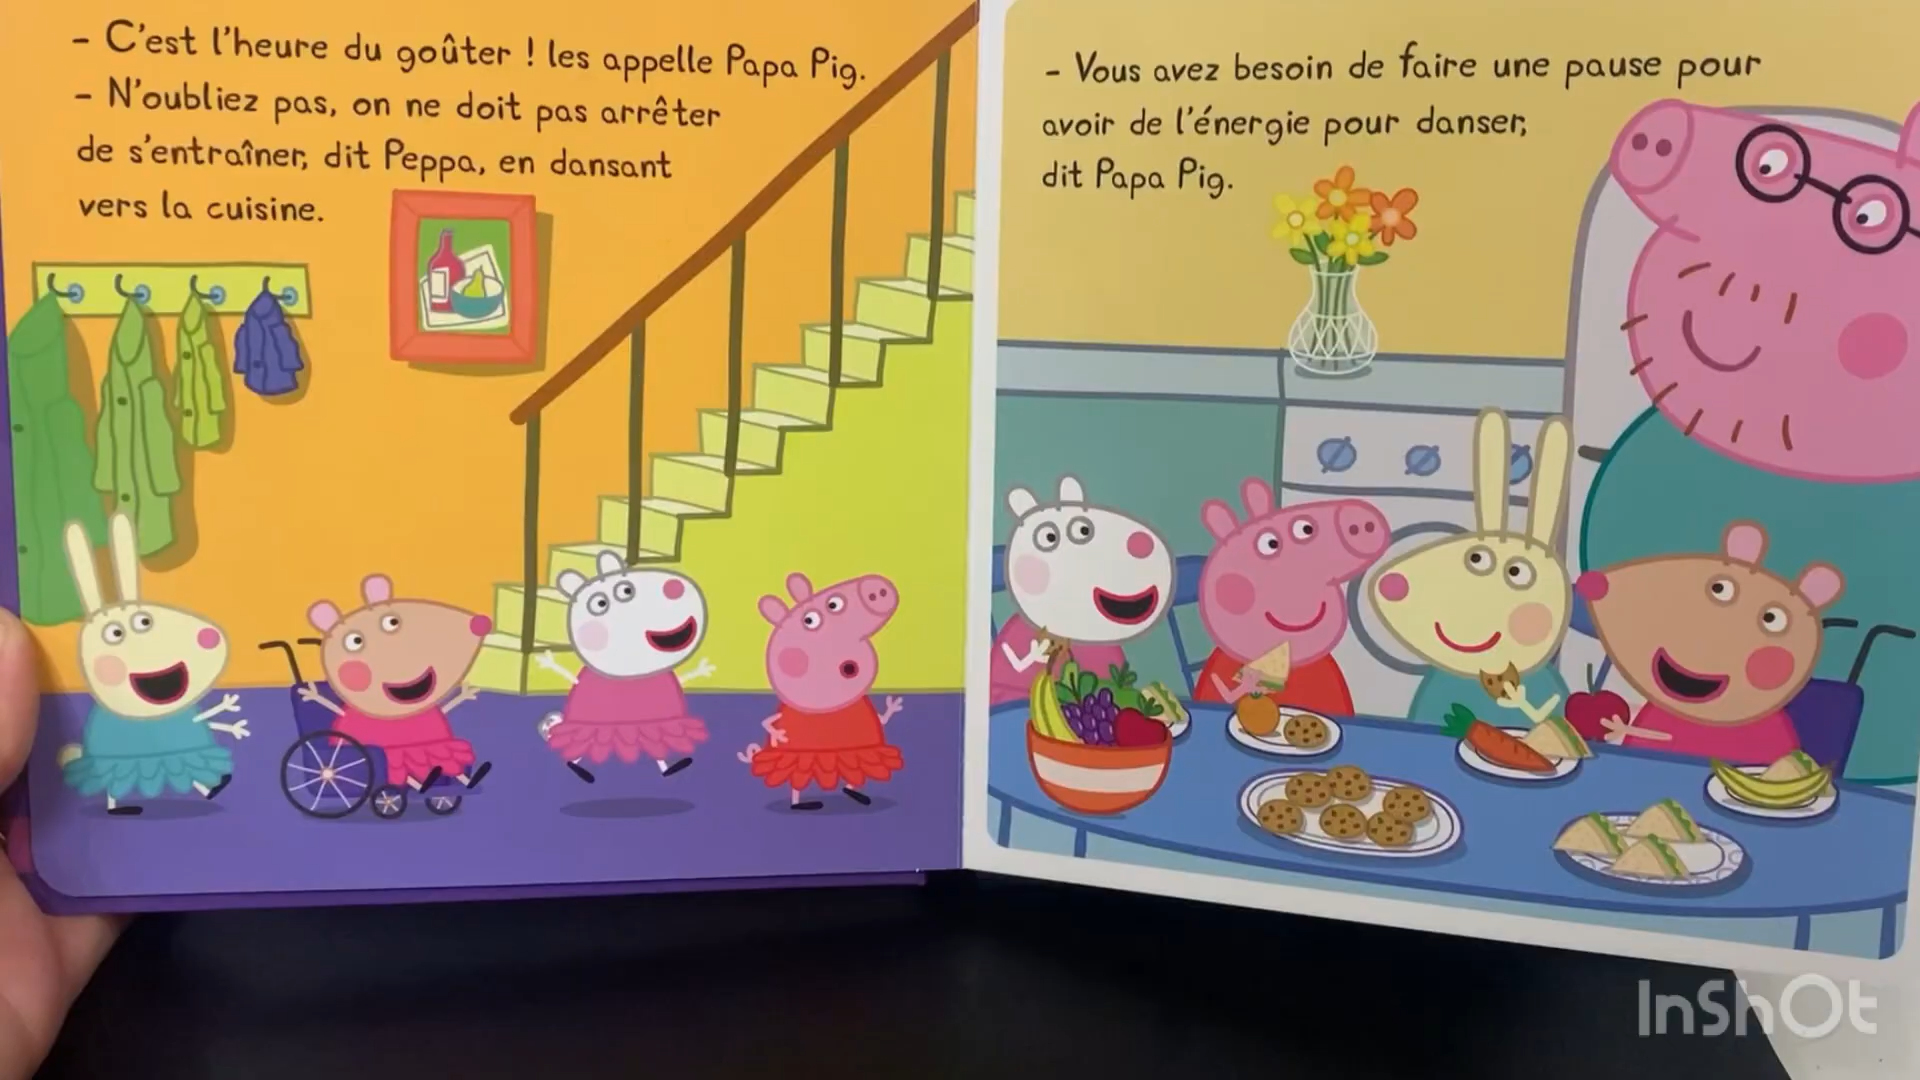 - C'est l'heure du goûter ! les appelle Papa Pig.
- N'oubliez pas, on ne doit pas arrêter
de s'entraîner, dit Peppa, en dansant
vers la cuisine.
- Vous avez besoin de faire une pause pour
avoir de l'énergie pour danser,
dit Papa Pig.
InShOt